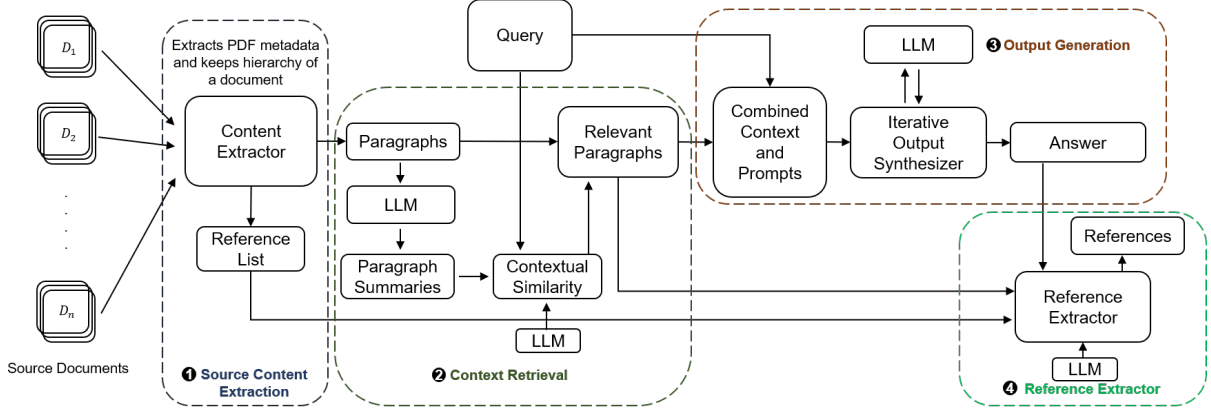 D1
D2
.
.
.
.
Dn
Source Documents
Extracts PDF metadata
and keeps hierarchy of
a document
Content
Extractor
Reference
List
❶ Source Content
Extraction
Query
Paragraphs
LLM
Paragraph
Summaries
Contextual
Similarity
LLM
Relevant
Paragraphs
❷ Context Retrieval
Combined
Context
and
Prompts
LLM
Iterative
Output
Synthesizer
Answer
❸ Output Generation
References
Reference
Extractor
LLM
❹ Reference Extractor